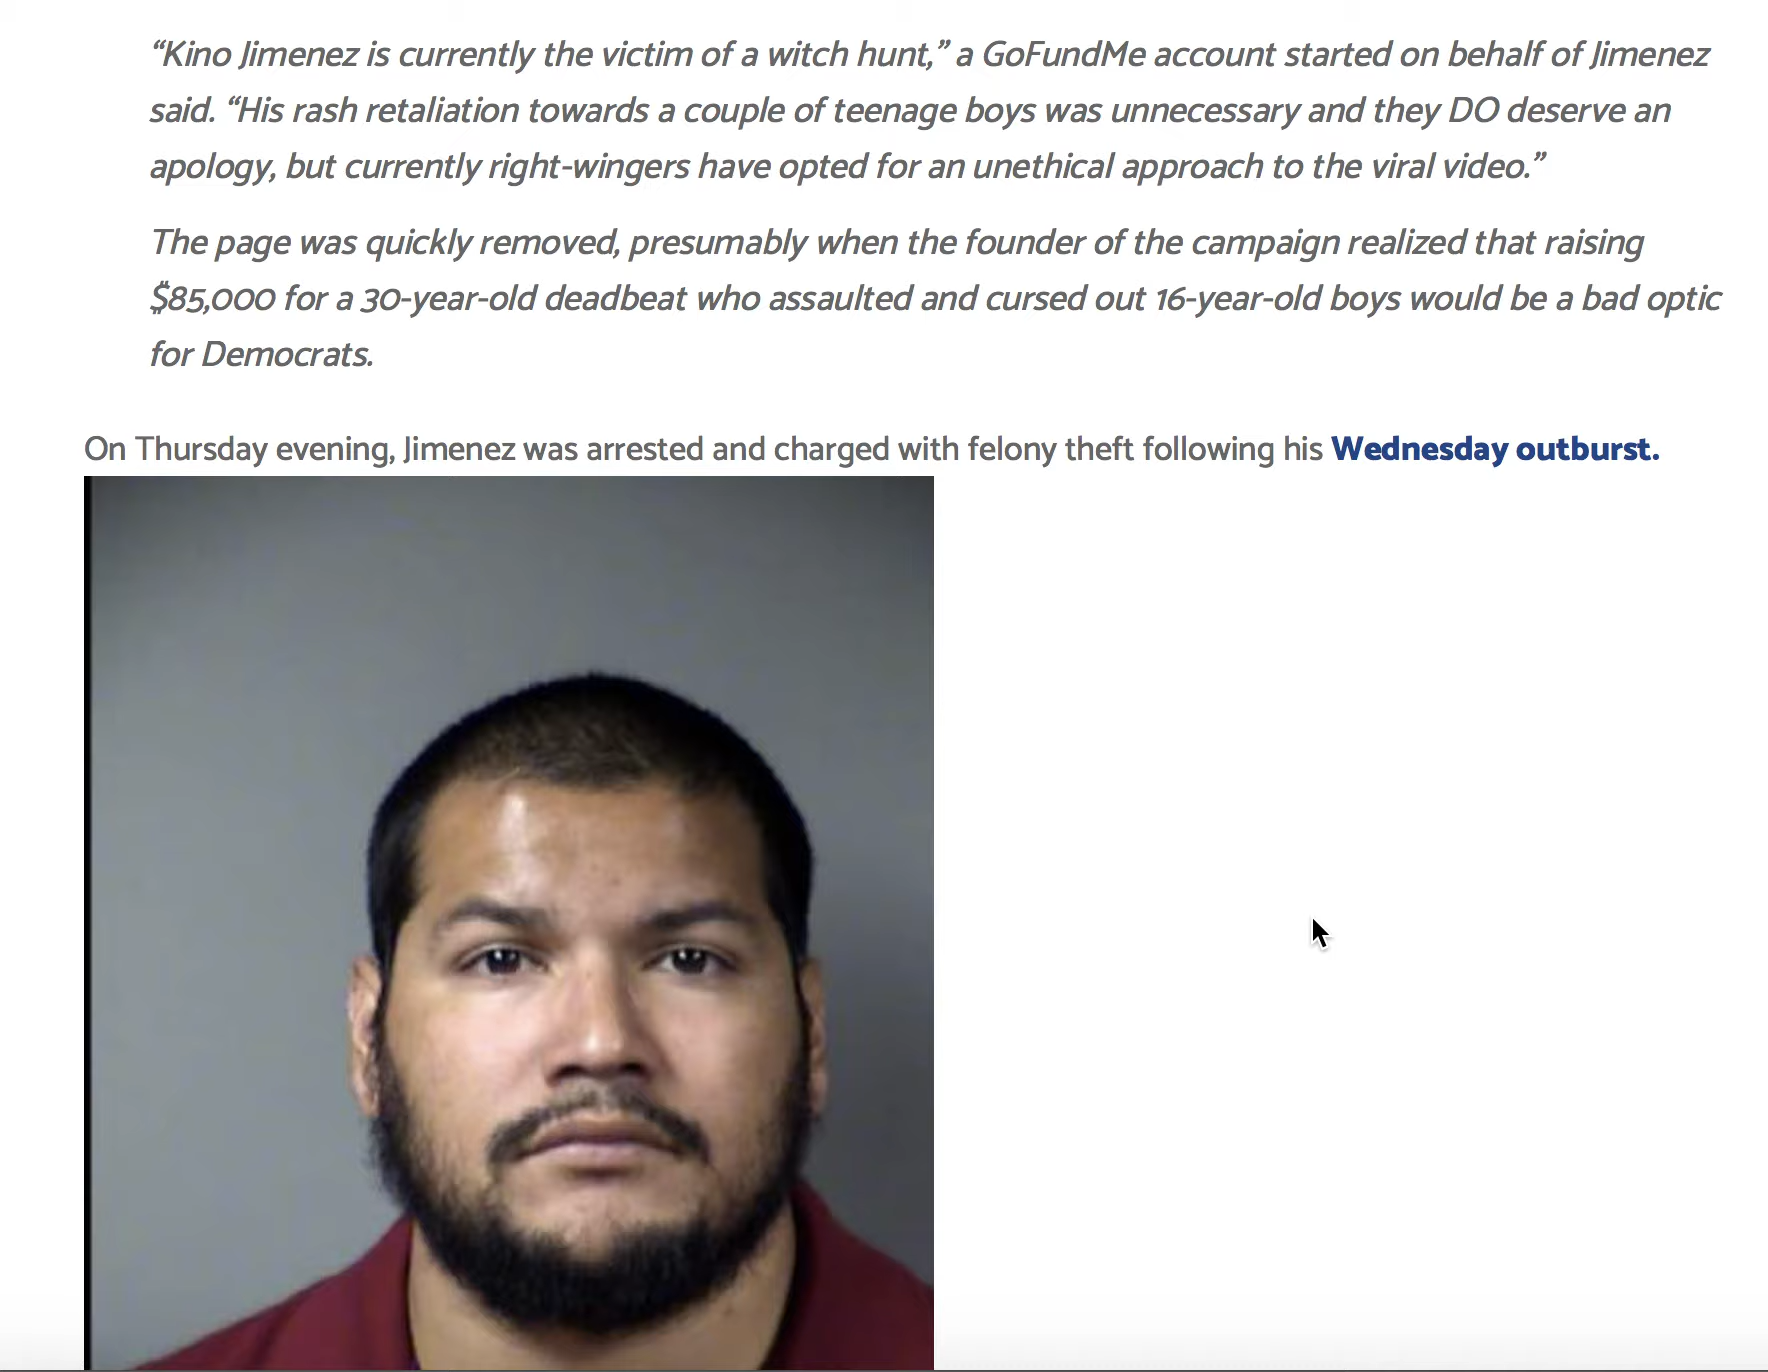 “Kino Jimenez is currently the victim of a witch hunt,” a GoFundMe account started on behalf of Jimenez
said. “His rash retaliation towards a couple of teenage boys was unnecessary and they DO deserve an
apology, but currently right-wingers have opted for an unethical approach to the viral video.”
The page was quickly removed, presumably when the founder of the campaign realized that raising
$85,000 for a 30-year-old deadbeat who assaulted and cursed out 16-year-old boys would be a bad optic
for Democrats.
On Thursday evening, Jimenez was arrested and charged with felony theft following his Wednesday outburst.